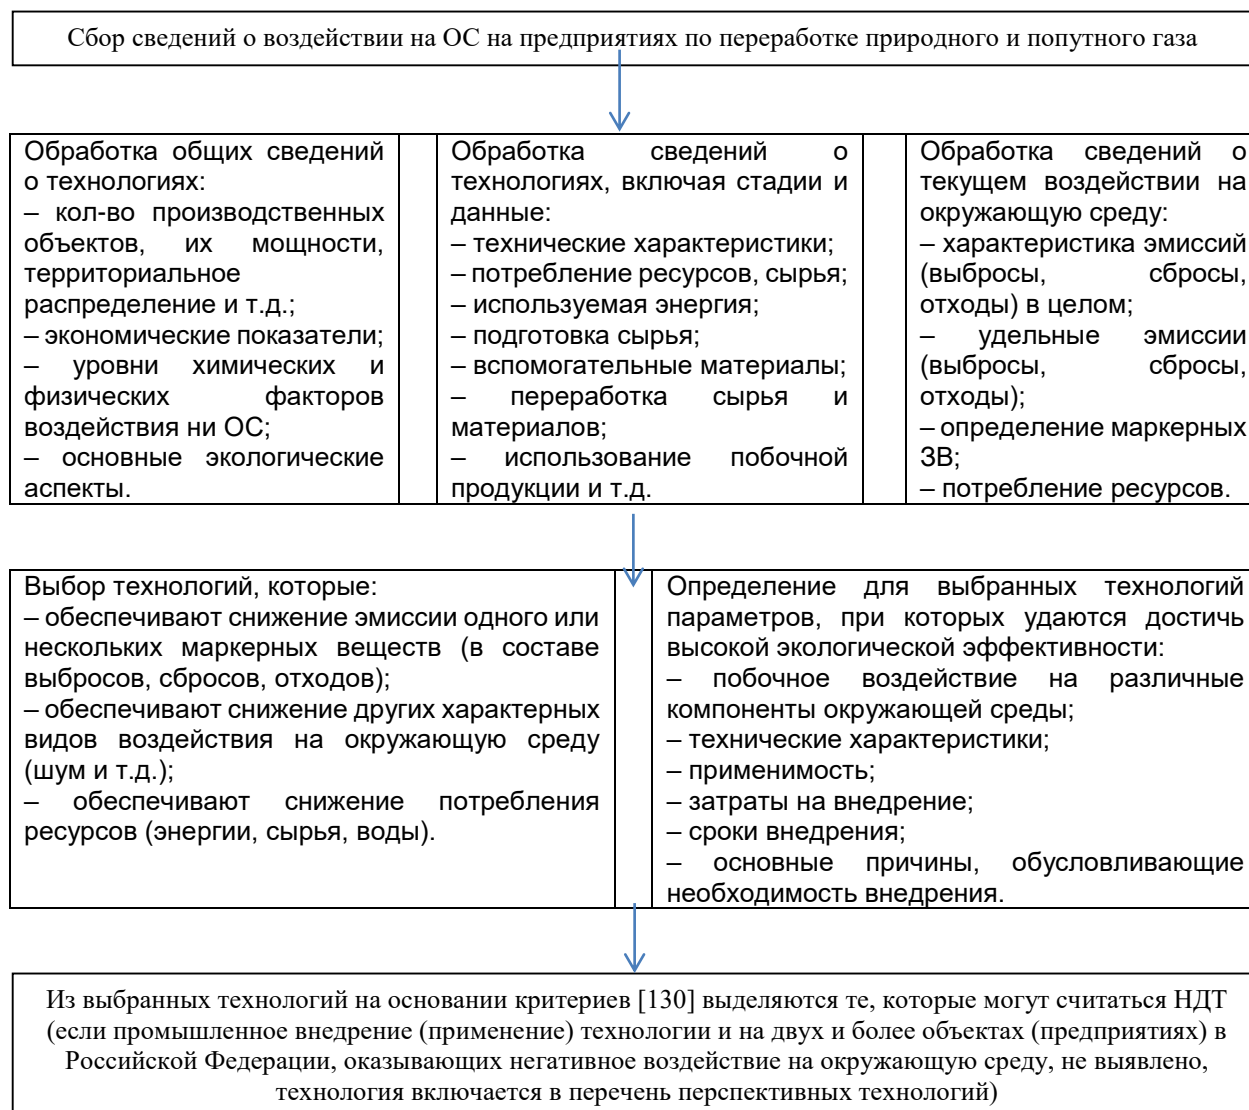 Сбор сведений о воздействии на ОС на предприятиях по переработке природного и попутного газа
Обработка общих сведений
о технологиях:
– кол-во производственных
объектов, их мощности,
территориальное
распределение и т.д.;
– экономические показатели;
– уровни химических и
физических факторов
воздействия ни ОС;
– основные экологические
аспекты.
Обработка сведений о
технологиях, включая стадии и
данные:
– технические характеристики;
– потребление ресурсов, сырья;
– используемая энергия;
– подготовка сырья;
– вспомогательные материалы;
– переработка сырья и
материалов;
– использование побочной
продукции и т.д.
Обработка сведений о
текущем воздействии на
окружающую среду:
– характеристика эмиссий
(выбросы, сбросы,
отходы) в целом;
– удельные эмиссии
(выбросы, сбросы,
отходы);
– определение маркерных
ЗВ;
– потребление ресурсов.
Выбор технологий, которые:
– обеспечивают снижение эмиссии одного или
нескольких маркерных веществ (в составе
выбросов, сбросов, отходов);
– обеспечивают снижение других характерных
видов воздействия на окружающую среду
(шум и т.д.);
– обеспечивают снижение потребления
ресурсов (энергии, сырья, воды).
Определение для выбранных технологий
параметров, при которых удаются достичь
высокой экологической эффективности:
– побочное воздействие на различные
компоненты окружающей среды;
– технические характеристики;
– применимость;
– затраты на внедрение;
– сроки внедрения;
– основные причины, обусловливающие
необходимость внедрения.
Из выбранных технологий на основании критериев [130] выделяются те, которые могут считаться НДТ
(если промышленное внедрение (применение) технологии и на двух и более объектах (предприятиях) в
Российской Федерации, оказывающих негативное воздействие на окружающую среду, не выявлено,
технология включается в перечень перспективных технологий)